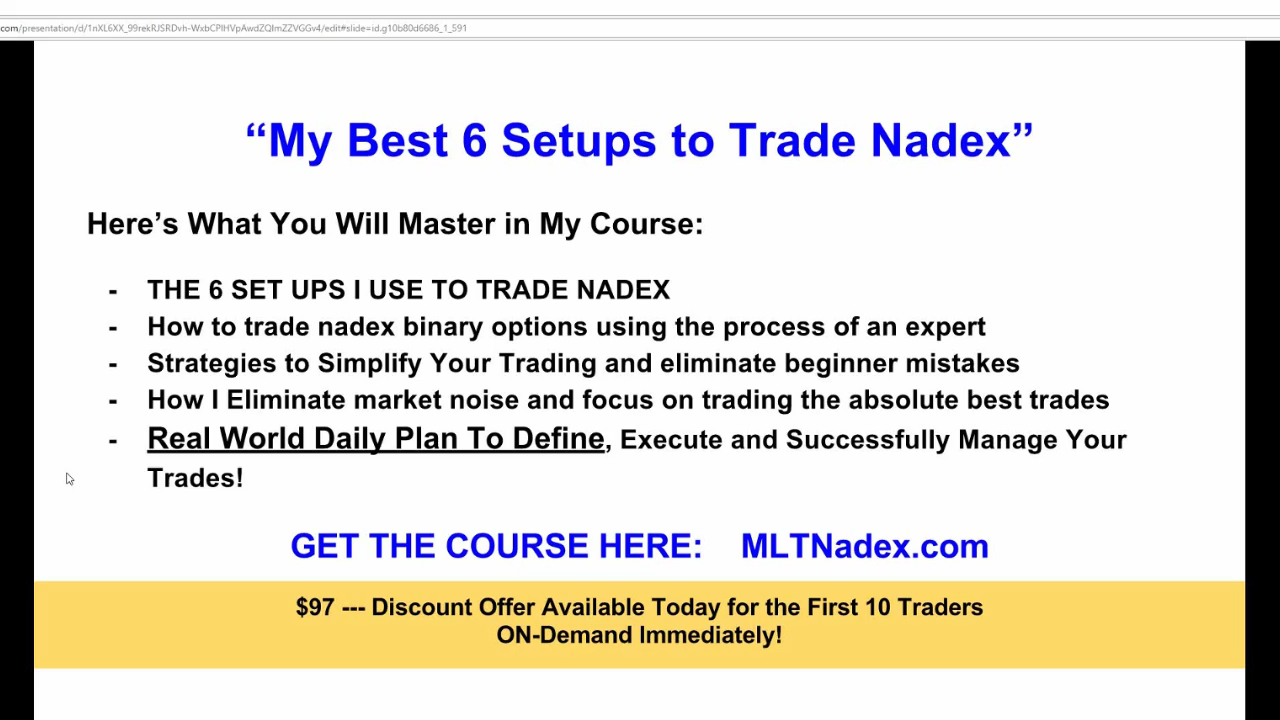 com/presentation/d/1nXL6XX_99rekRJSRDvh-WxbCPlHVpAwdZQlmZZVGGv4/edit#slide=id.g10b80d6686_1_591
“My Best 6 Setups to Trade Nadex”
Here’s What You Will Master in My Course:
- THE 6 SET UPS I USE TO TRADE NADEX
- How to trade nadex binary options using the process of an expert
- Strategies to Simplify Your Trading and eliminate beginner mistakes
- How I Eliminate market noise and focus on trading the absolute best trades
- Real World Daily Plan To Define, Execute and Successfully Manage Your
Trades!
GET THE COURSE HERE: MLTNadex.com
$97 --- Discount Offer Available Today for the First 10 Traders
ON-Demand Immediately!